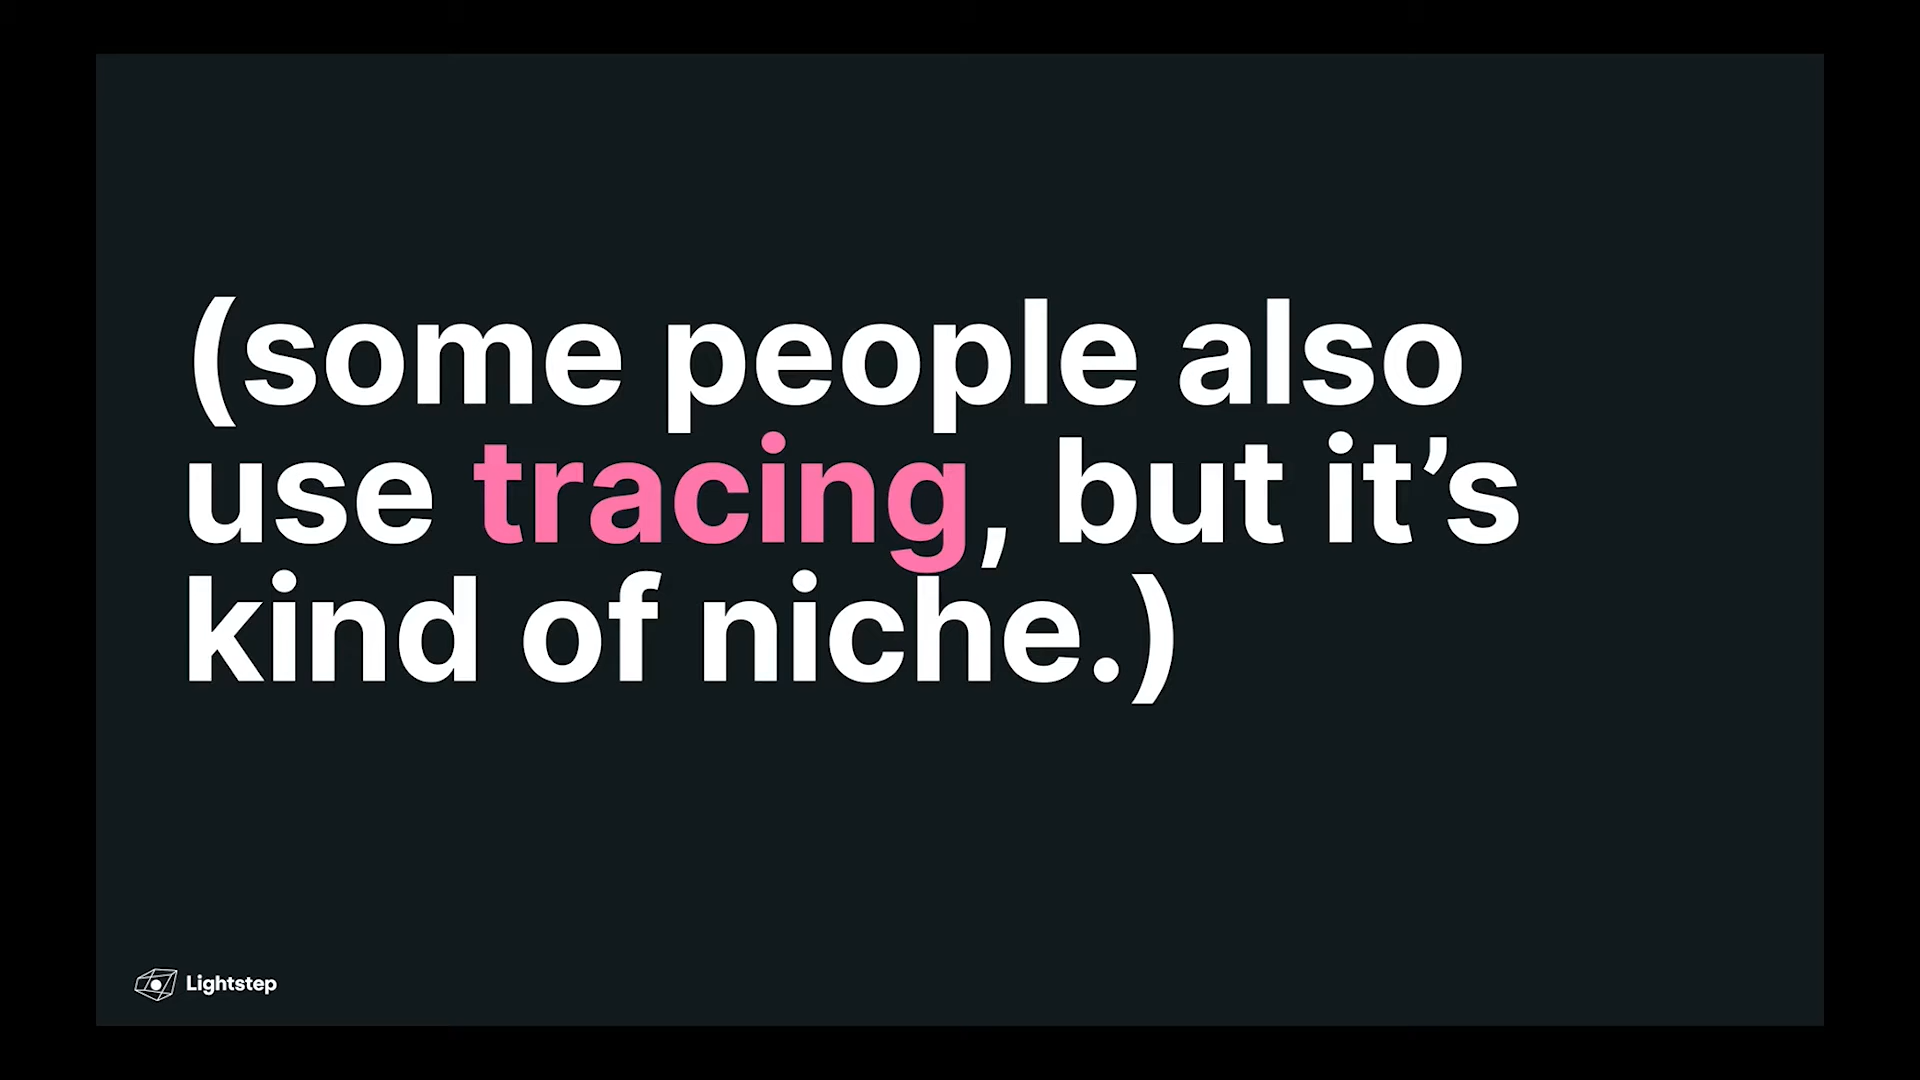 (some people also
use tracing, but it’s
kind of niche.)
Lightstep